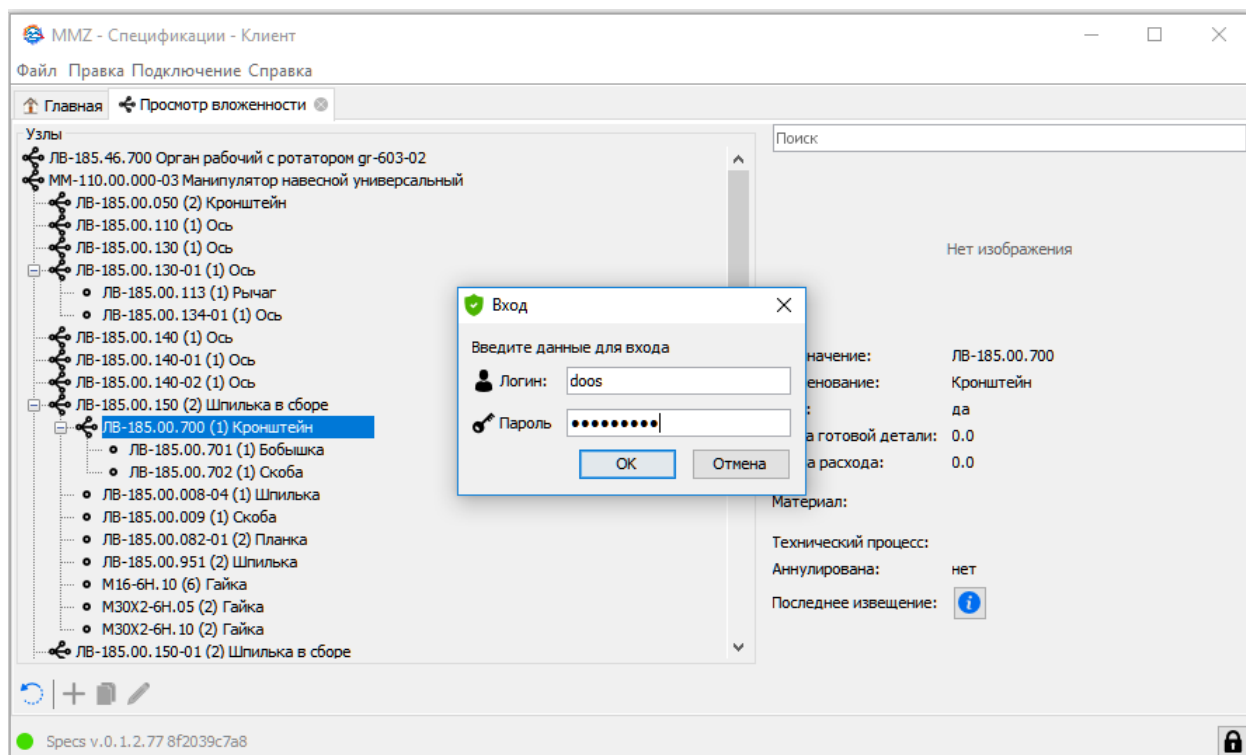 MMZ - Спецификации - Клиент
Файл Правка Подключение Справка
Главная Просмотр вложенности
Узлы
ЛВ-185.46.700 Орган рабочий с ротатором gr-603-02
ММ-110.00.000-03 Манипулятор навесной универсальный
ЛВ-185.00.050 (2) Кронштейн
ЛВ-185.00.110 (1) Ось
ЛВ-185.00.130 (1) Ось
ЛВ-185.00.130-01 (1) Ось
ЛВ-185.00.113 (1) Рычаг
ЛВ-185.00.134-01 (1) Ось
ЛВ-185.00.140 (1) Ось
ЛВ-185.00.140-01 (1) Ось
ЛВ-185.00.140-02 (1) Ось
ЛВ-185.00.150 (2) Шпилька в сборе
ЛВ-185.00.700 (1) Кронштейн
ЛВ-185.00.701 (1) Бобышка
ЛВ-185.00.702 (1) Скоба
ЛВ-185.00.008-04 (1) Шпилька
ЛВ-185.00.009 (1) Скоба
ЛВ-185.00.082-01 (2) Планка
ЛВ-185.00.951 (2) Шпилька
М16-6Н.10 (6) Гайка
М30Х2-6Н.05 (2) Гайка
М30Х2-6Н.10 (2) Гайка
ЛВ-185.00.150-01 (2) Шпилька в сборе
Вход
Введите данные для входа
Логин: doos
Пароль
OK Отмена
Поиск
Нет изображения
начение: ЛВ-185.00.700
енование: Кронштейн
: да
а готовой детали: 0.0
а расхода: 0.0
Материал:
Технический процесс:
Аннулирована: нет
Последнее извещение:
Specs v.0.1.2.77 8f2039c7a8